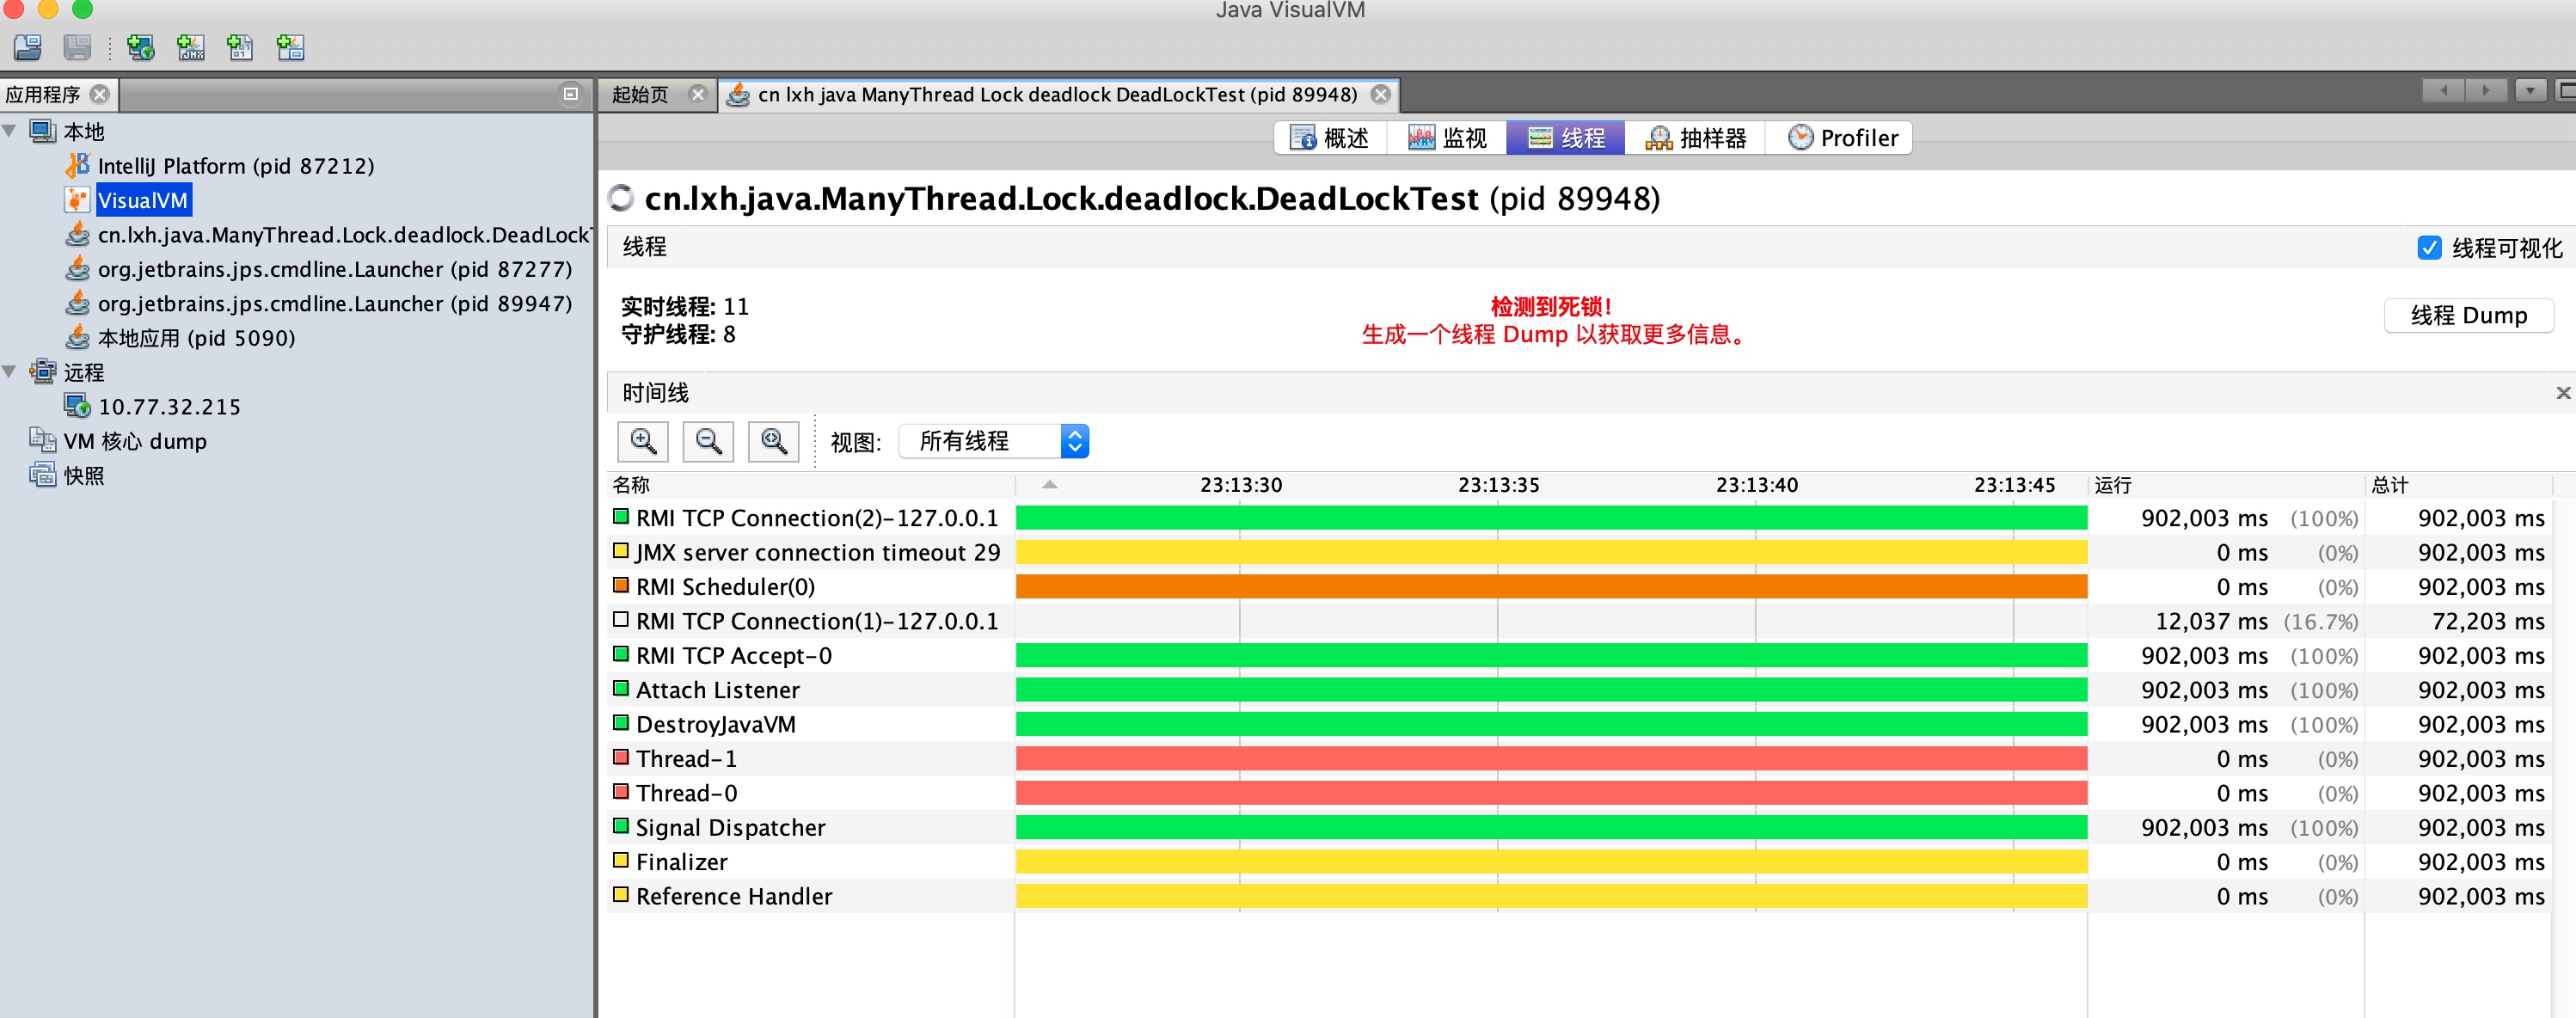 Java VisualVM
应用程序
本地
IntelliJ Platform (pid 87212)
VisualVM
cn.lxh.java.ManyThread.Lock.deadlock.DeadLock
org.jetbrains.jps.cmdline.Launcher (pid 87277)
org.jetbrains.jps.cmdline.Launcher (pid 89947)
本地应用 (pid 5090)
远程
10.77.32.215
VM 核心 dump
快照
起始页 cn lxh java ManyThread Lock deadlock DeadLockTest (pid 89948)
概述 监视 线程 抽样器 Profiler
cn.lxh.java.ManyThread.Lock.deadlock.DeadLockTest (pid 89948)
线程 线程可视化
实时线程: 11
守护线程: 8
检测到死锁!
生成一个线程 Dump 以获取更多信息。
线程 Dump
时间线
视图: 所有线程
名称 23:13:30 23:13:35 23:13:40 23:13:45 运行 总计
RMI TCP Connection(2)-127.0.0.1 902,003 ms (100%) 902,003 ms
JMX server connection timeout 29 0 ms (0%) 902,003 ms
RMI Scheduler(0) 0 ms (0%) 902,003 ms
RMI TCP Connection(1)-127.0.0.1 12,037 ms (16.7%) 72,203 ms
RMI TCP Accept-0 902,003 ms (100%) 902,003 ms
Attach Listener 902,003 ms (100%) 902,003 ms
DestroyJavaVM 902,003 ms (100%) 902,003 ms
Thread-1 0 ms (0%) 902,003 ms
Thread-0 0 ms (0%) 902,003 ms
Signal Dispatcher 902,003 ms (100%) 902,003 ms
Finalizer 0 ms (0%) 902,003 ms
Reference Handler 0 ms (0%) 902,003 ms